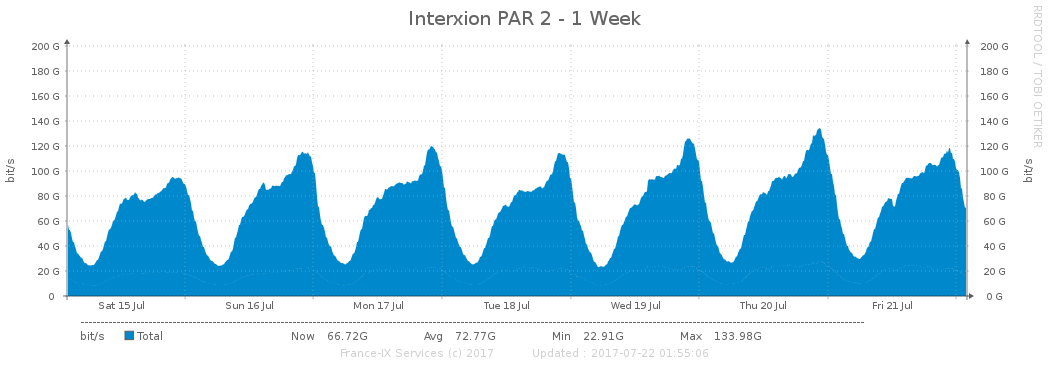 Interxion PAR 2 - 1 Week
RRDTOOL / TOBI OETIKER
bit/s
200 G 200 G
180 G 180 G
160 G 160 G
140 G 140 G
120 G 120 G
100 G 100 G
80 G 80 G
60 G 60 G
40 G 40 G
20 G 20 G
0 0 G
bit/s
Sat 15 Jul Sun 16 Jul Mon 17 Jul Tue 18 Jul Wed 19 Jul Thu 20 Jul Fri 21 Jul
bit/s Total Now 66.72G Avg 72.77G Min 22.91G Max 133.98G
France-IX Services (c) 2017 Updated : 2017-07-22 01:55:06